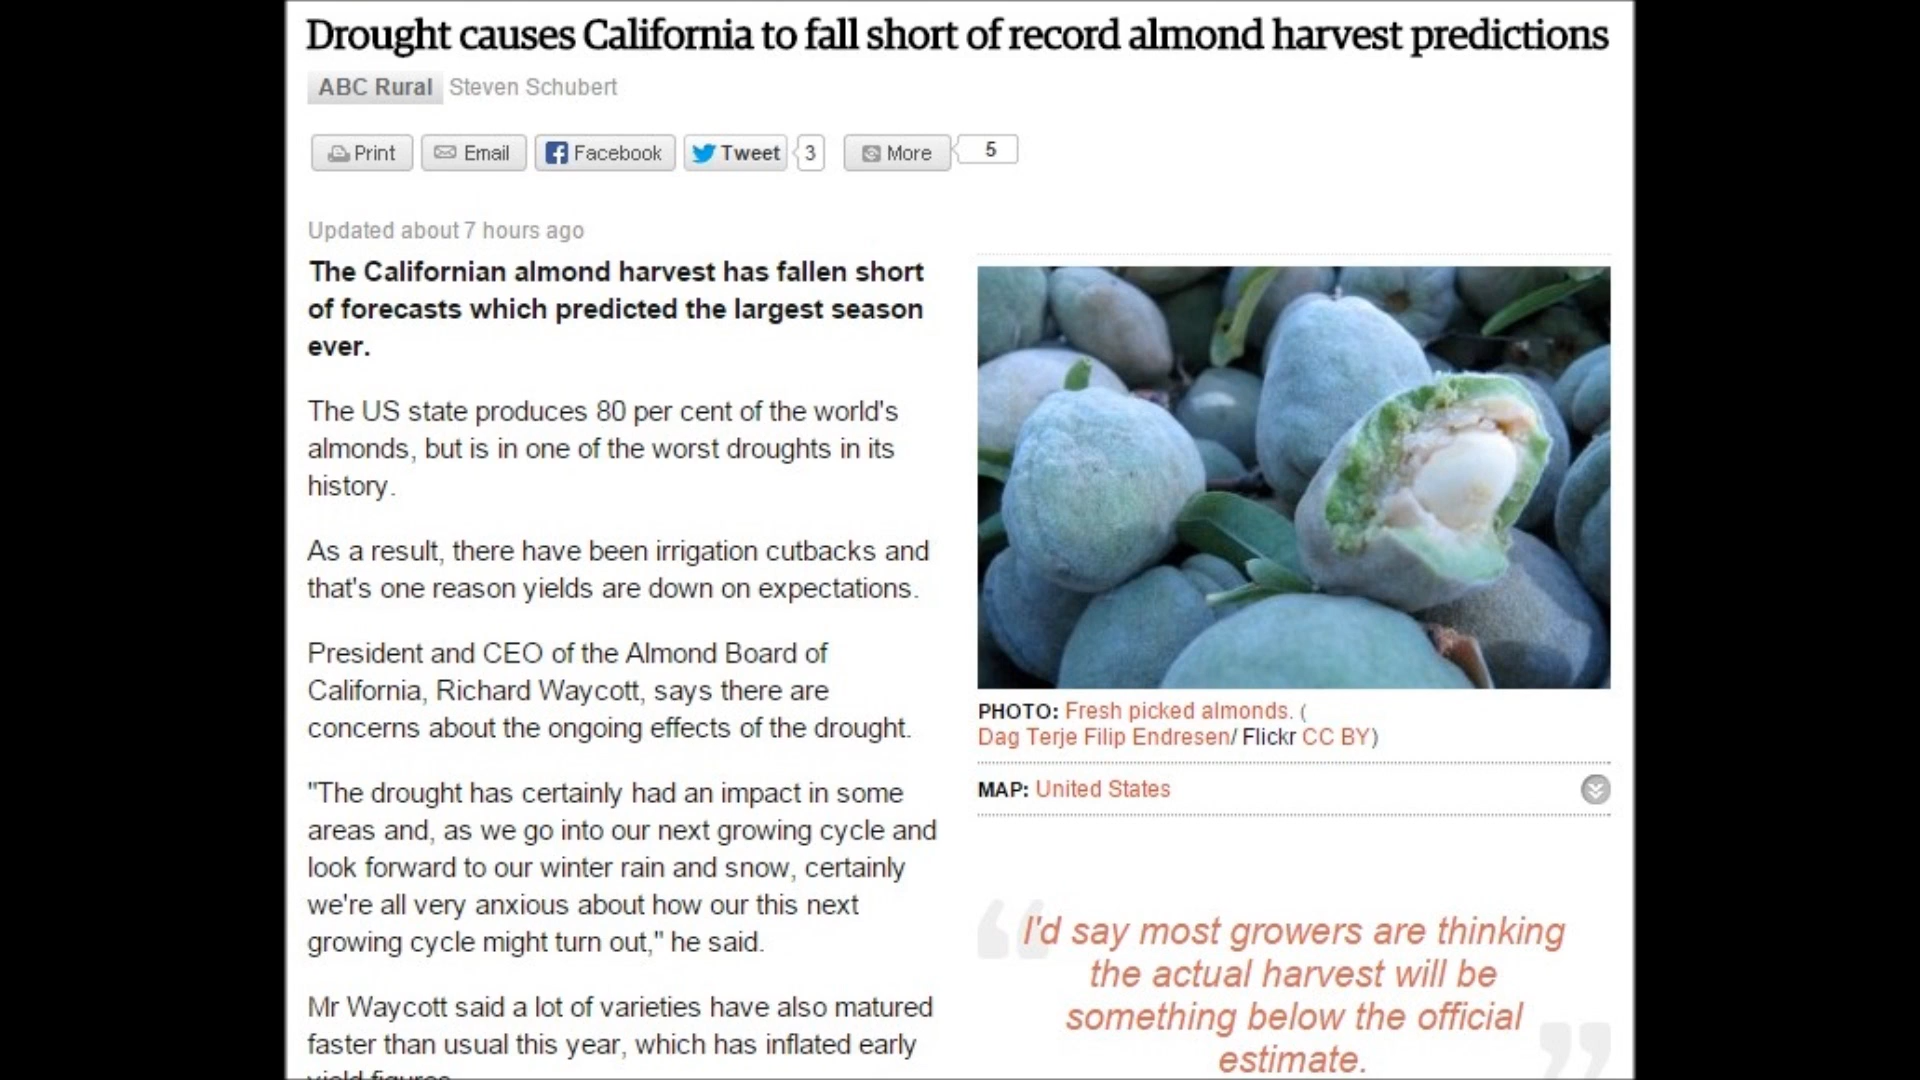 Drought causes California to fall short of record almond harvest predictions
ABC Rural Steven Schubert
Print Email Facebook Tweet 3 More 5
Updated about 7 hours ago
The Californian almond harvest has fallen short
of forecasts which predicted the largest season
ever.
The US state produces 80 per cent of the world's
almonds, but is in one of the worst droughts in its
history.
As a result, there have been irrigation cutbacks and
that's one reason yields are down on expectations.
President and CEO of the Almond Board of
California, Richard Waycott, says there are
concerns about the ongoing effects of the drought.
"The drought has certainly had an impact in some
areas and, as we go into our next growing cycle and
look forward to our winter rain and snow, certainly
we're all very anxious about how our this next
growing cycle might turn out," he said.
Mr Waycott said a lot of varieties have also matured
faster than usual this year, which has inflated early
yield figures.
PHOTO: Fresh picked almonds. (
Dag Terje Filip Endresen/ Flickr CC BY)
MAP: United States
“I'd say most growers are thinking
the actual harvest will be
something below the official
estimate.”